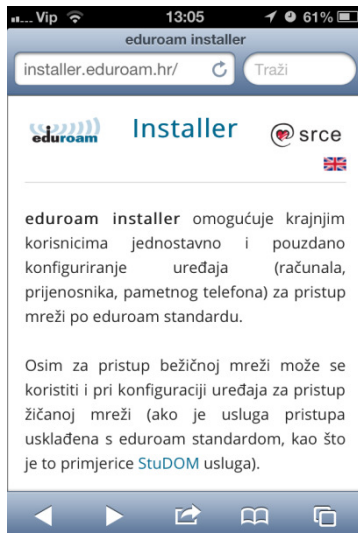 Vip 13:05 61%
eduroam installer
installer.eduroam.hr/ Traži
eduroam Installer srce
eduroam installer omogućuje krajnjim
korisnicima jednostavno i pouzdano
konfiguriranje uređaja (računala,
prijenosnika, pametnog telefona) za pristup
mreži po eduroam standardu.
Osim za pristup bežičnoj mreži može se
koristiti i pri konfiguraciji uređaja za pristup
žičanoj mreži (ako je usluga pristupa
usklađena s eduroam standardom, kao što
je to primjerice StuDOM usluga).